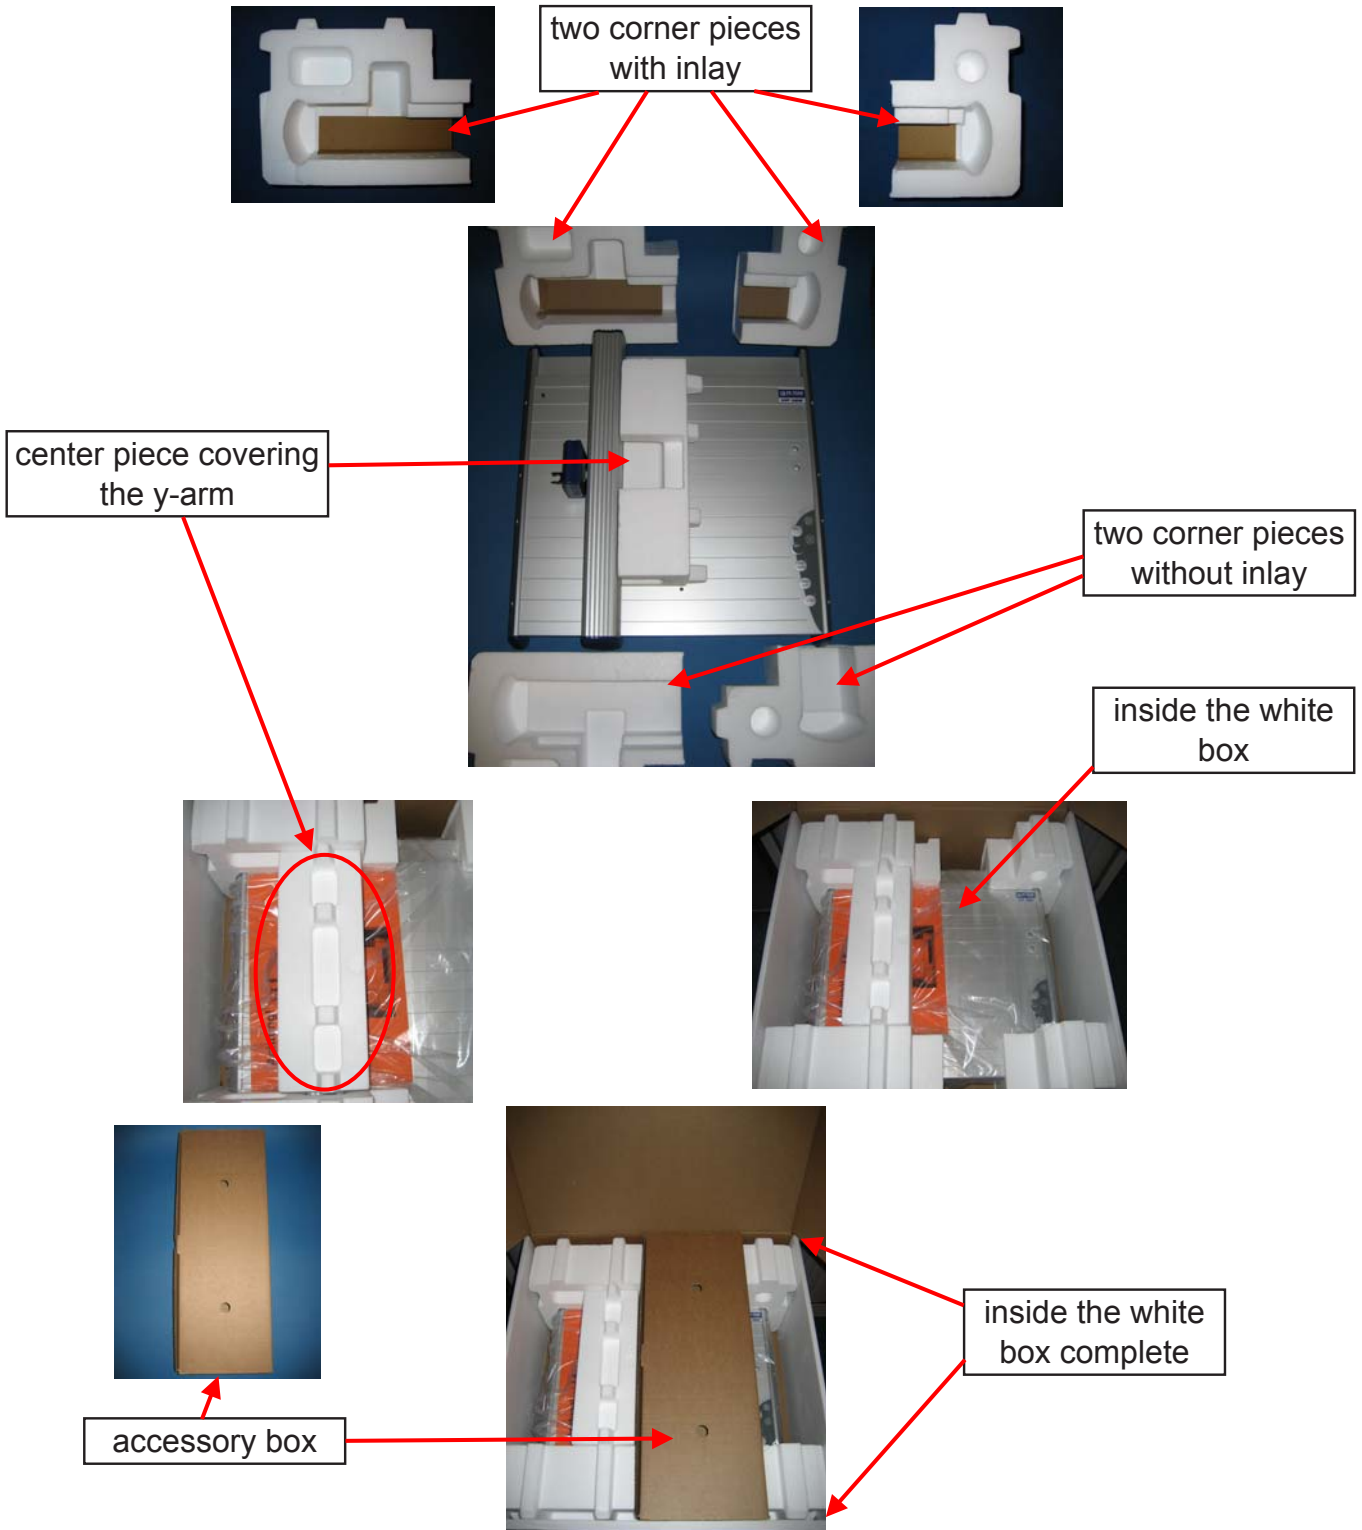 two corner pieces
with inlay
center piece covering
the y-arm
two corner pieces
without inlay
inside the white
box
inside the white
box complete
accessory box